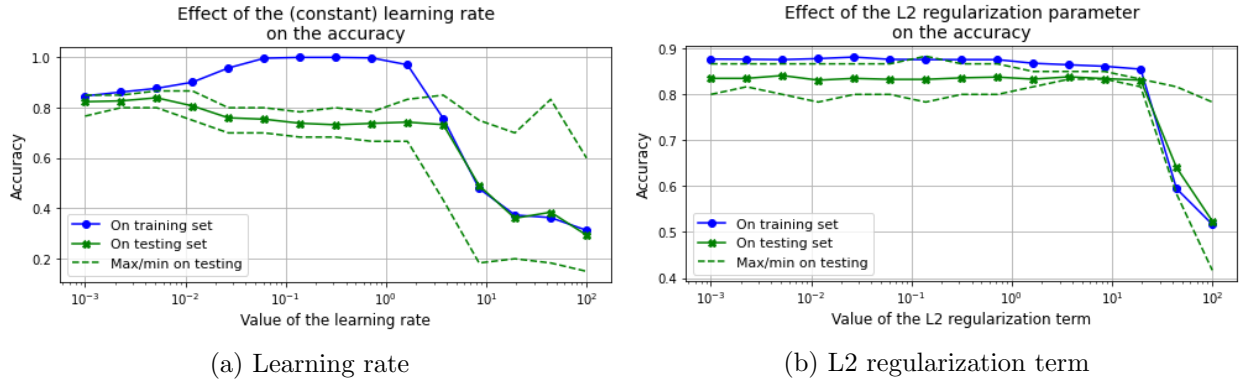 Effect of the (constant) learning rate
on the accuracy
1.0
0.8
0.6
0.4
0.2
Accuracy
On training set
On testing set
Max/min on testing
10⁻³
10⁻²
10⁻¹
10⁰
10¹
10²
Value of the learning rate
(a) Learning rate
Effect of the L2 regularization parameter
on the accuracy
0.9
0.8
0.7
0.6
0.5
0.4
Accuracy
On training set
On testing set
Max/min on testing
10⁻³
10⁻²
10⁻¹
10⁰
10¹
10²
Value of the L2 regularization term
(b) L2 regularization term